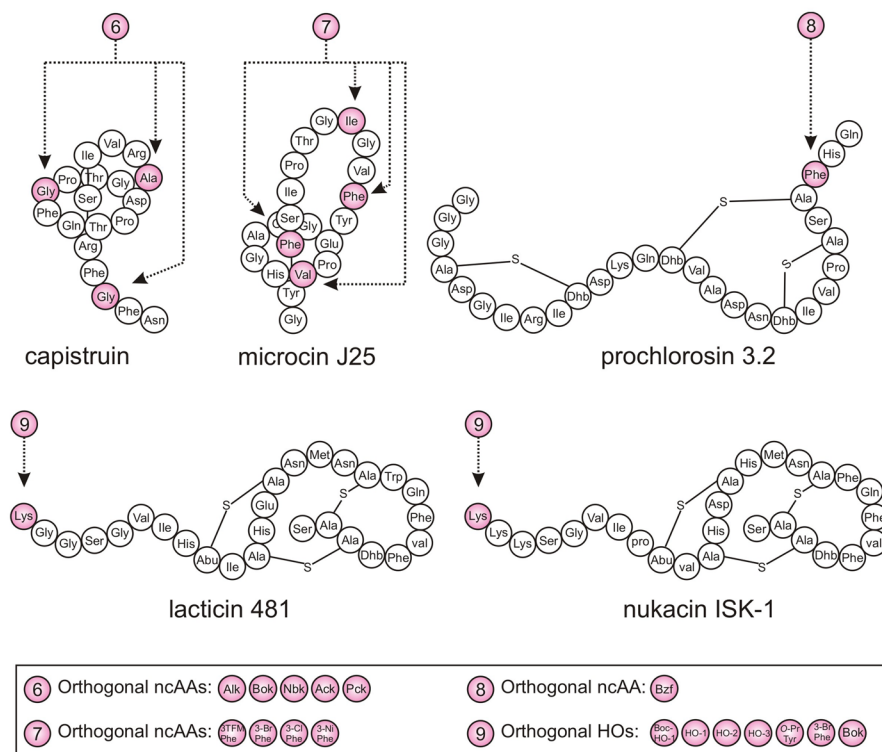 6
Ile Val Arg
Gly Pro Thr Gly Ala
Ser Asp
Phe Gln Thr Pro
Arg
Phe
Gly Phe Asn
capistruin
7
Gly Ile
Thr Gly
Pro Val
Ile Phe
Ser Gly Tyr
Ala Phe Glu
Gly His Val Pro
Tyr
Gly
microcin J25
8
Gly Gly Gly Ala Asp Gly Ile Arg Ile Dhb Asp Lys Gln Dhb Val Ala Asp Asn Dhb Ile Val Pro Ala Ser Ala Phe His Gln
S
S
S
prochlorosin 3.2
9
Lys Gly Gly Ser Gly Val Ile His Abu Ile Ala His Glu Ala Asn Met Asn Ala Trp Gln Phe val Phe Dhb Ala Ala Ser
S
S
S
lacticin 481
9
Lys Lys Lys Ser Gly Val Ile pro Abu val Ala His Asp Ala His Met Asn Ala Phe Gln Phe val Phe Dhb Ala Ala Ser
S
S
S
nukacin ISK-1
6 Orthogonal ncAAs: Alk Bok Nbk Ack Pck
8 Orthogonal ncAA: Bzf
7 Orthogonal ncAAs: 3TFM Phe 3-Br Phe 3-Cl Phe 3-Ni Phe
9 Orthogonal HOs: Boc-HO-1 HO-1 HO-2 HO-3 O-Pr Tyr 3-Br Phe Bok